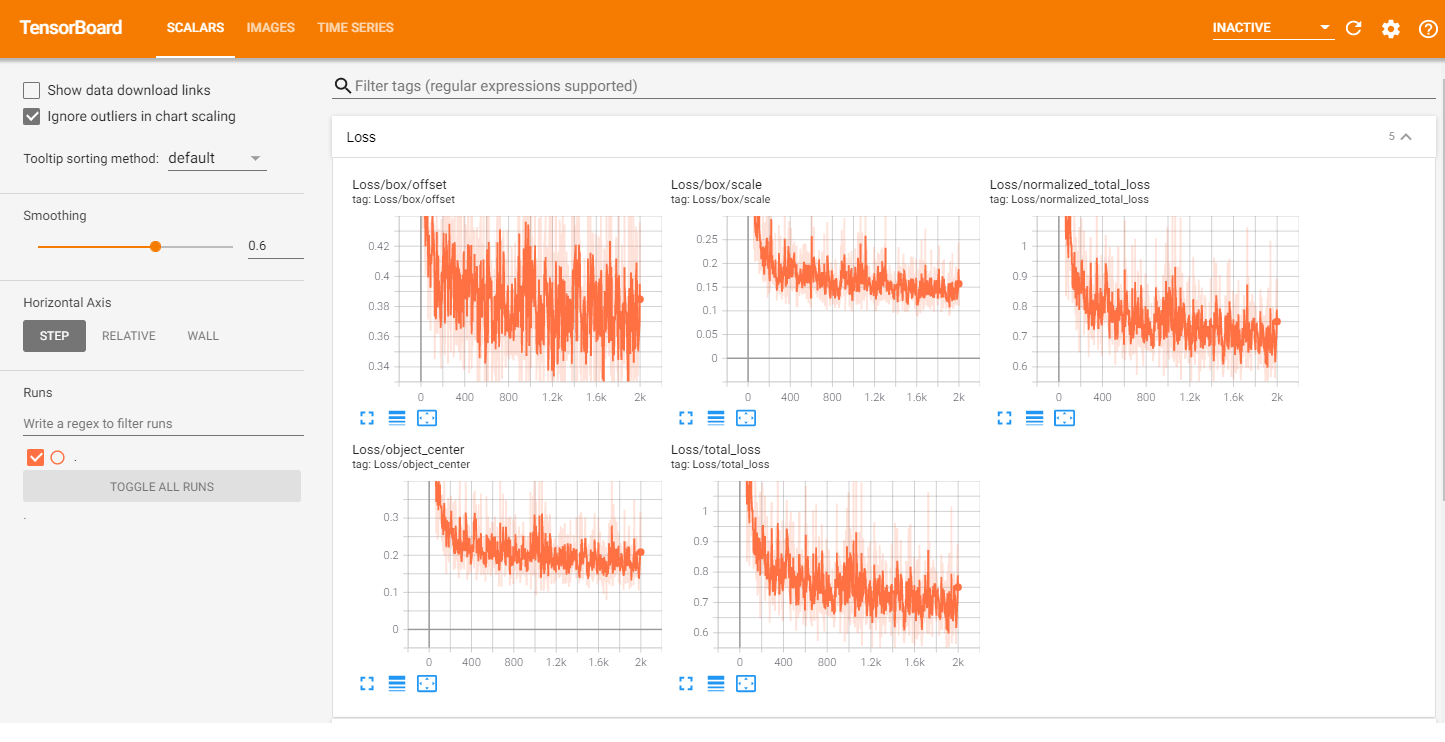 TensorBoard SCALARS IMAGES TIME SERIES INACTIVE
Show data download links
Ignore outliers in chart scaling
Tooltip sorting method: default
Smoothing
0.6
Horizontal Axis
STEP RELATIVE WALL
Runs
Write a regex to filter runs
.
TOGGLE ALL RUNS
.
Filter tags (regular expressions supported)
Loss 5
Loss/box/offset
tag: Loss/box/offset
0.42
0.4
0.38
0.36
0.34
0 400 800 1.2k 1.6k 2k
Loss/box/scale
tag: Loss/box/scale
0.25
0.2
0.15
0.1
0.05
0
0 400 800 1.2k 1.6k 2k
Loss/normalized_total_loss
tag: Loss/normalized_total_loss
1
0.9
0.8
0.7
0.6
0 400 800 1.2k 1.6k 2k
Loss/object_center
tag: Loss/object_center
0.3
0.2
0.1
0
0 400 800 1.2k 1.6k 2k
Loss/total_loss
tag: Loss/total_loss
1
0.9
0.8
0.7
0.6
0 400 800 1.2k 1.6k 2k